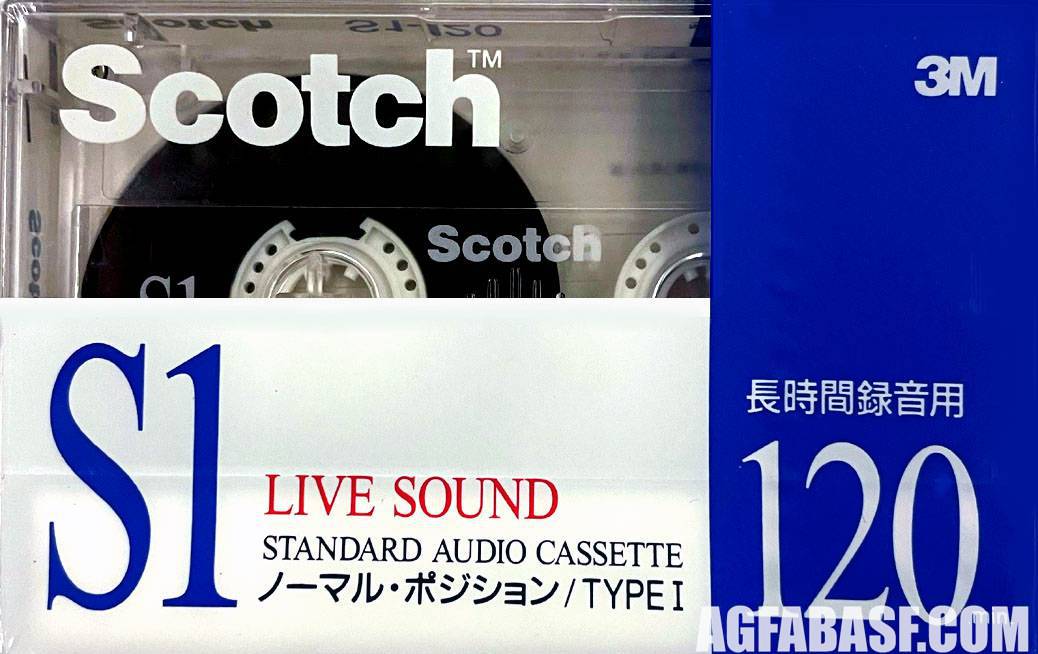 Scotch™
3M
Scotch
S1
S1
LIVE SOUND
STANDARD AUDIO CASSETTE
ノーマル・ポジション/TYPE I
長時間録音用
120
min
AGFABASF.COM